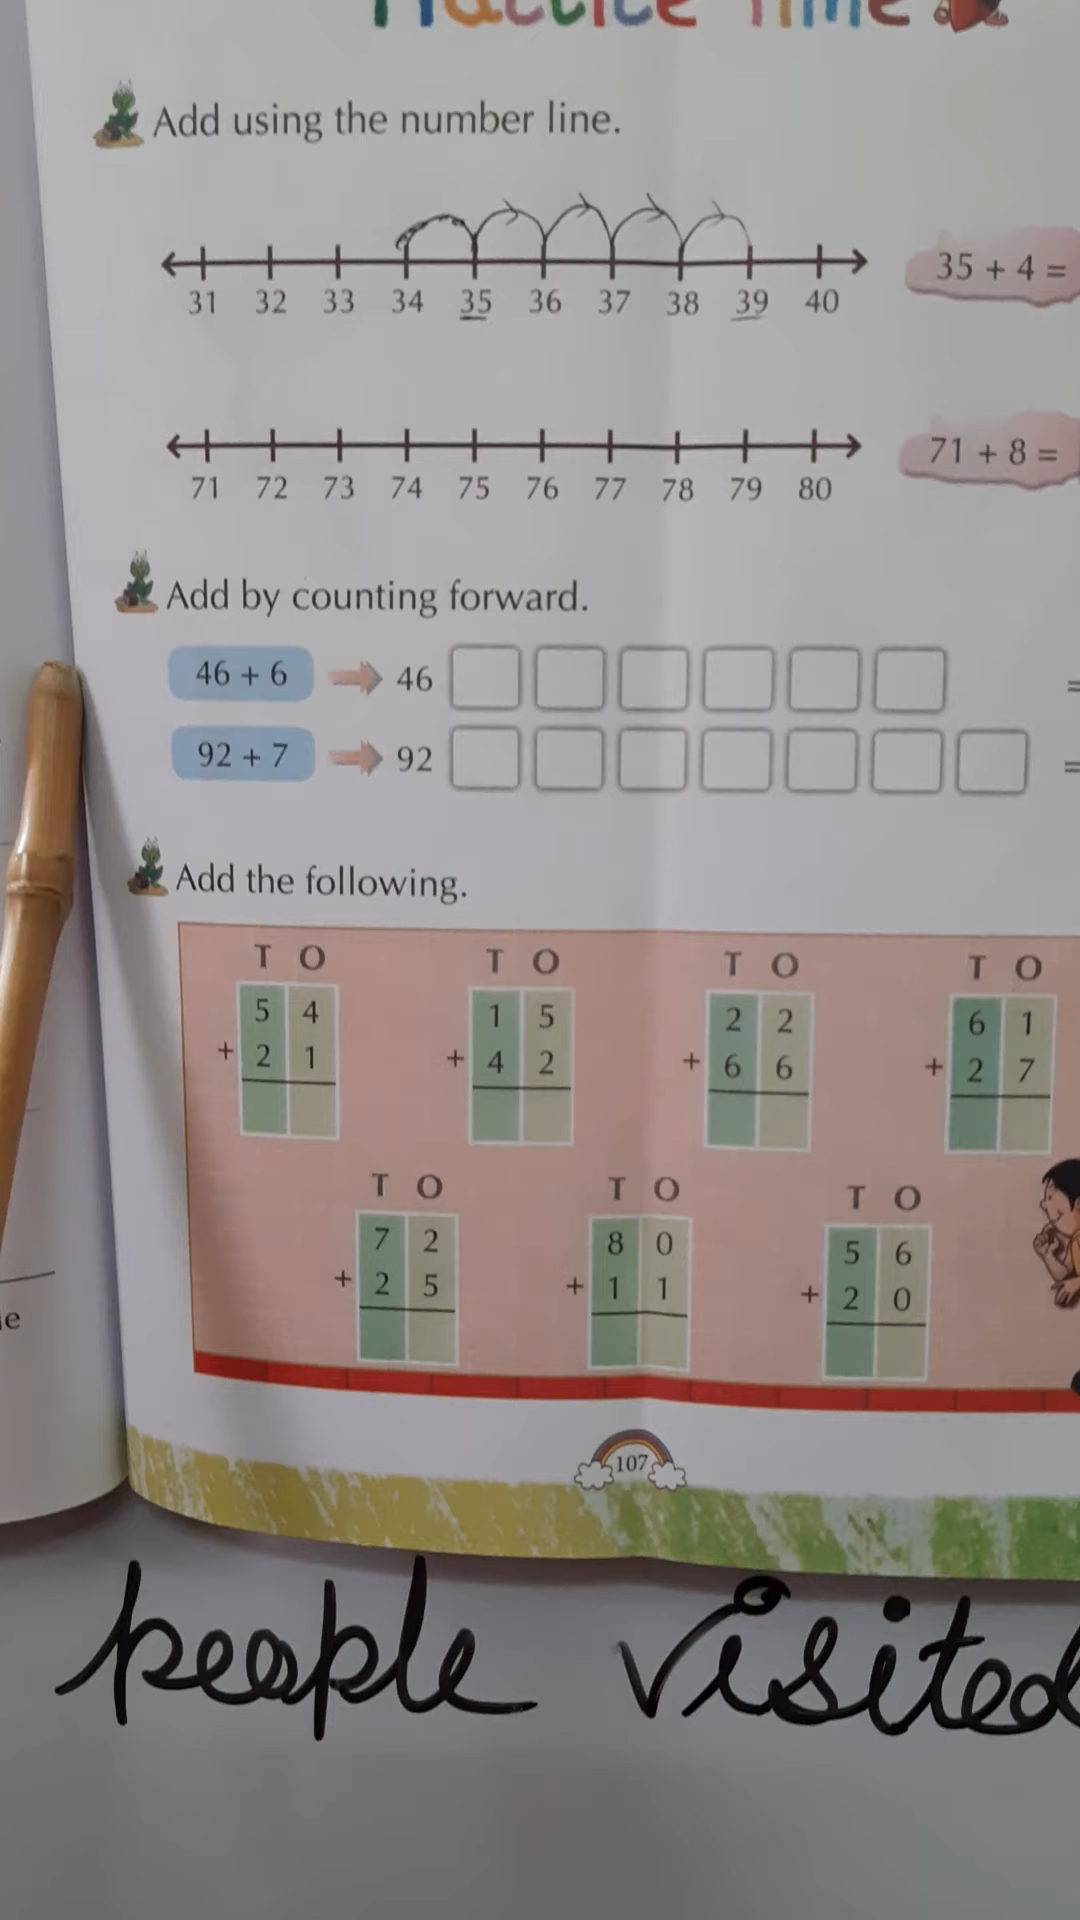 Practice Time
Add using the number line.
31 32 33 34 35 36 37 38 39 40
35 + 4 =
71 72 73 74 75 76 77 78 79 80
71 + 8 =
Add by counting forward.
46 + 6 46 =
92 + 7 92 =
Add the following.
T O T O T O T O
5 4 1 5 2 2 6 1
+ 2 1 + 4 2 + 6 6 + 2 7
T O T O T O
7 2 8 0 5 6
+ 2 5 + 1 1 + 2 0
107
people visited